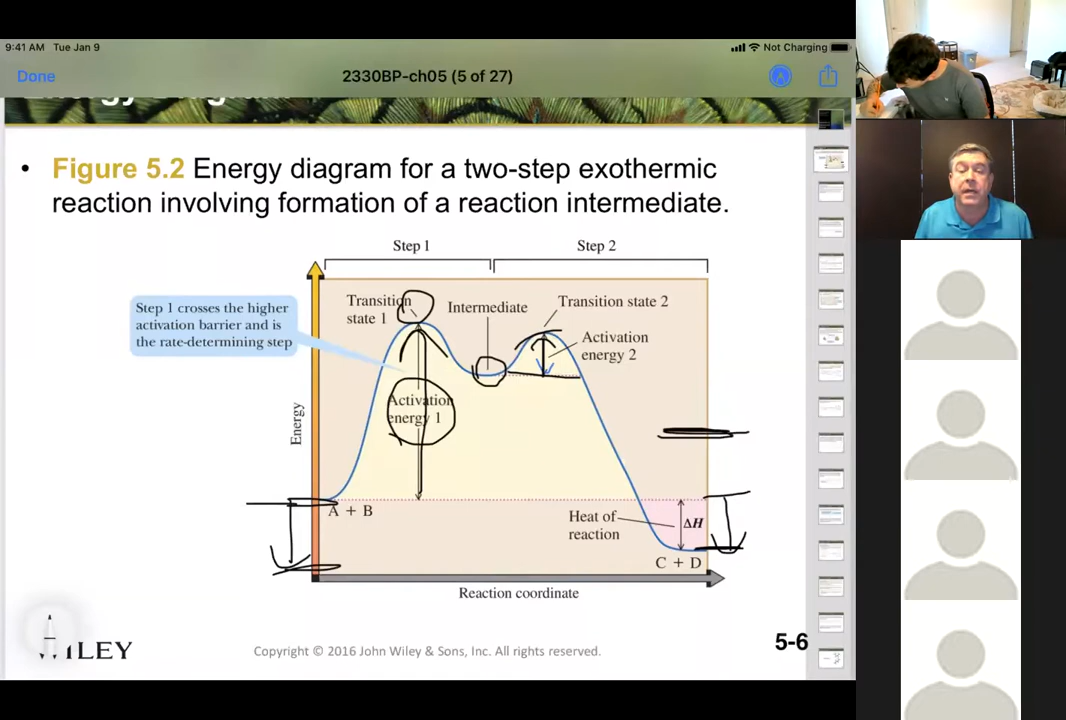 9:41 AM Tue Jan 9
Not Charging
Done
2330BP-ch05 (5 of 27)
• Figure 5.2 Energy diagram for a two-step exothermic
reaction involving formation of a reaction intermediate.
Step 1
Step 2
Transition
state 1
Intermediate
Transition state 2
Step 1 crosses the higher
activation barrier and is
the rate-determining step
Activation
energy 2
Activation
energy 1
Energy
A + B
Heat of
reaction
ΔH
C + D
Reaction coordinate
WILEY
Copyright © 2016 John Wiley & Sons, Inc. All rights reserved.
5-6